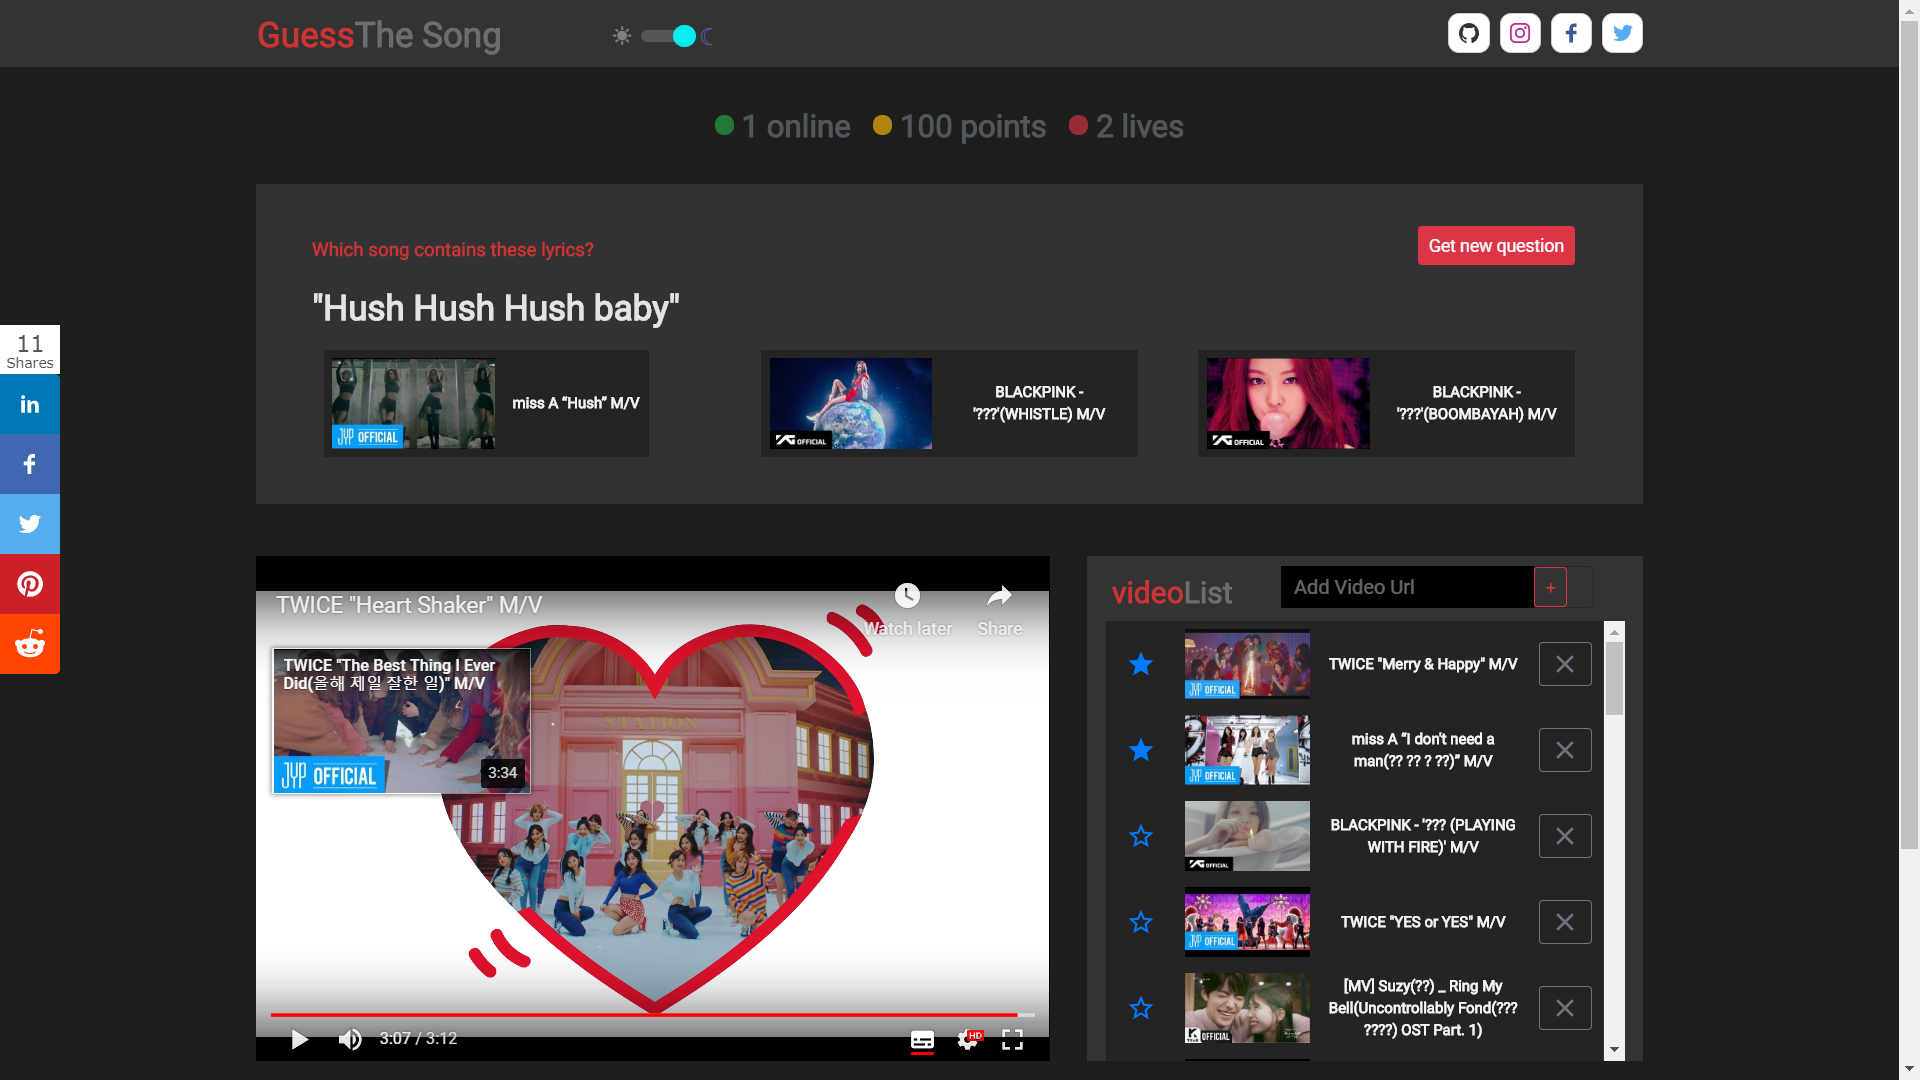 GuessThe Song
1 online 100 points 2 lives
Which song contains these lyrics?
Get new question
"Hush Hush Hush baby"
JYP OFFICIAL
miss A “Hush” M/V
YG OFFICIAL
BLACKPINK -
'???'(WHISTLE) M/V
YG OFFICIAL
BLACKPINK -
'???'(BOOMBAYAH) M/V
11
Shares
in
TWICE "Heart Shaker" M/V
Watch later
Share
TWICE "The Best Thing I Ever
Did(올해 제일 잘한 일)" M/V
JYP OFFICIAL
3:34
STATION
3:07 / 3:12
HD
videoList
Add Video Url
+
JYP OFFICIAL
TWICE "Merry & Happy" M/V
JYP OFFICIAL
miss A “I don't need a
man(?? ?? ? ??)” M/V
YG OFFICIAL
BLACKPINK - '??? (PLAYING
WITH FIRE)' M/V
JYP OFFICIAL
TWICE "YES or YES" M/V
K OFFICIAL
[MV] Suzy(??) _ Ring My
Bell(Uncontrollably Fond(???
????) OST Part. 1)